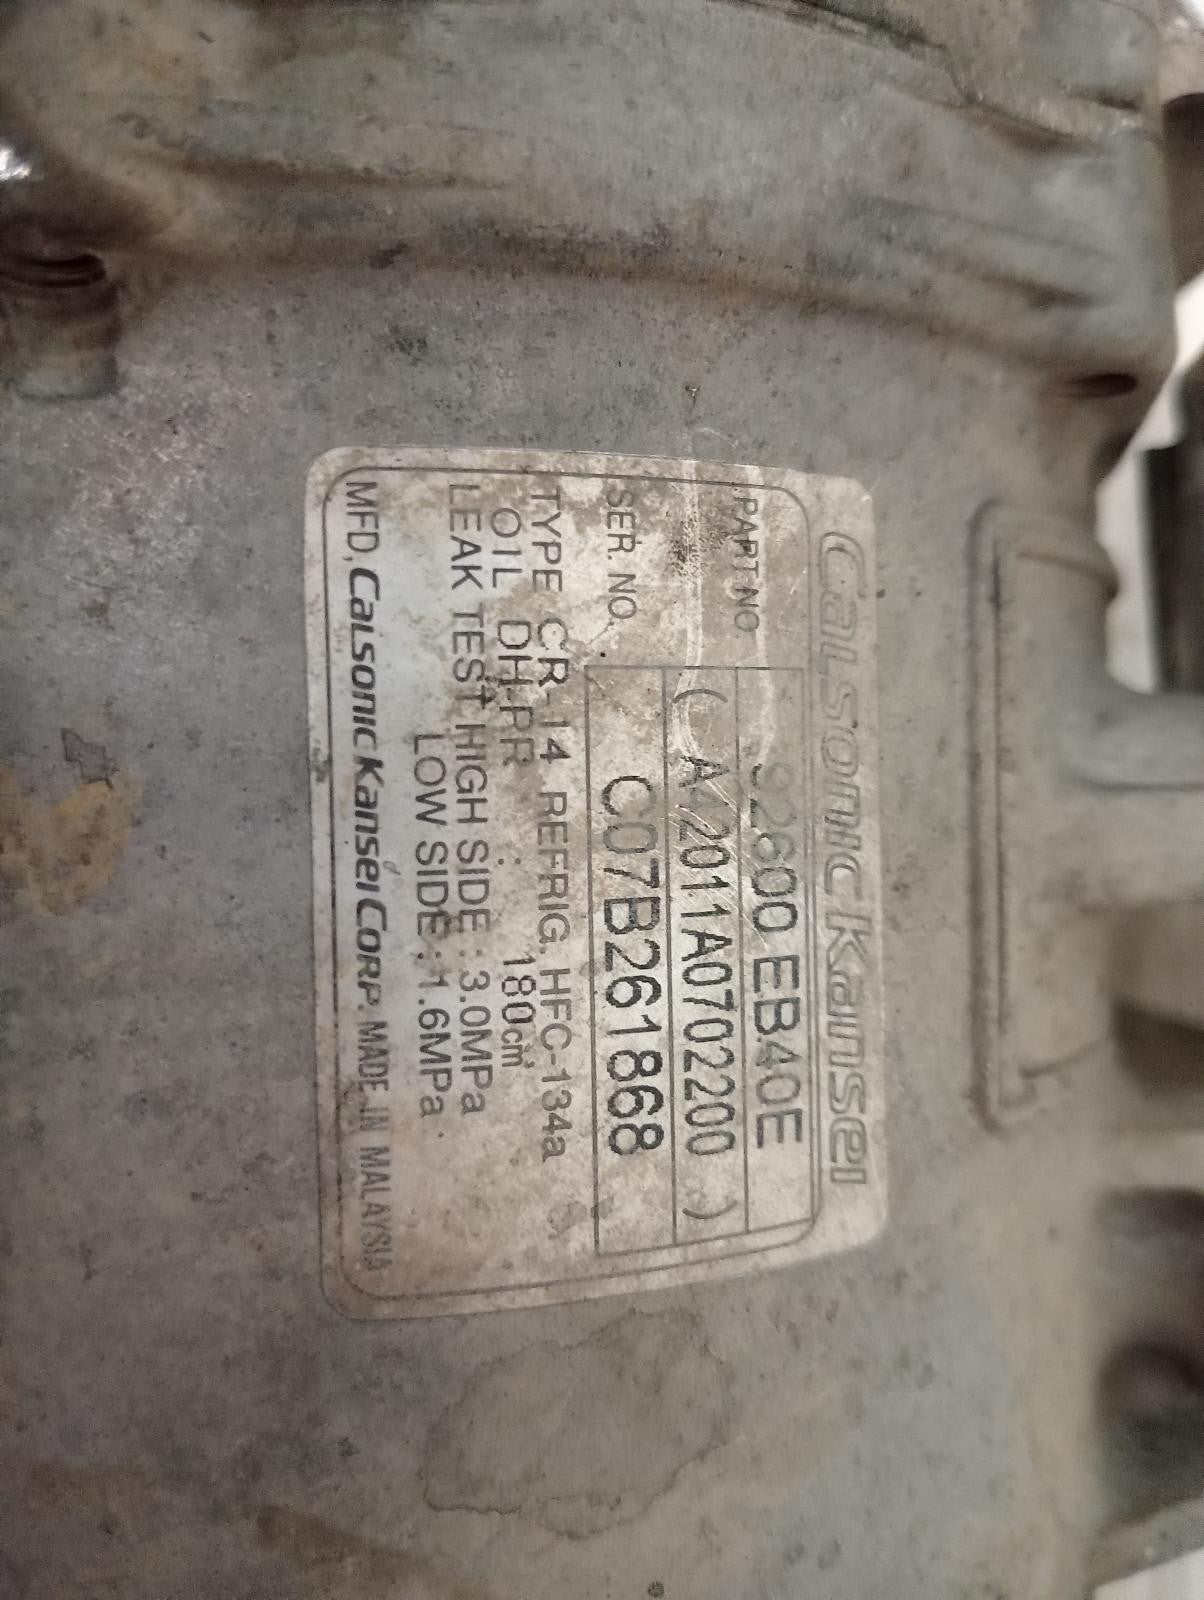 Calsonic Kansei
PART NO 92600 EB40E
( A42011A0702200 )
SER. NO. C07B261868
TYPE CR-14 REFRIG. HFC-134a
OIL DH-PR : 180cm³
LEAK TEST HIGH SIDE : 3.0MPa
LOW SIDE : 1.6MPa
MFD, Calsonic Kansei Corp. MADE IN MALAYSIA